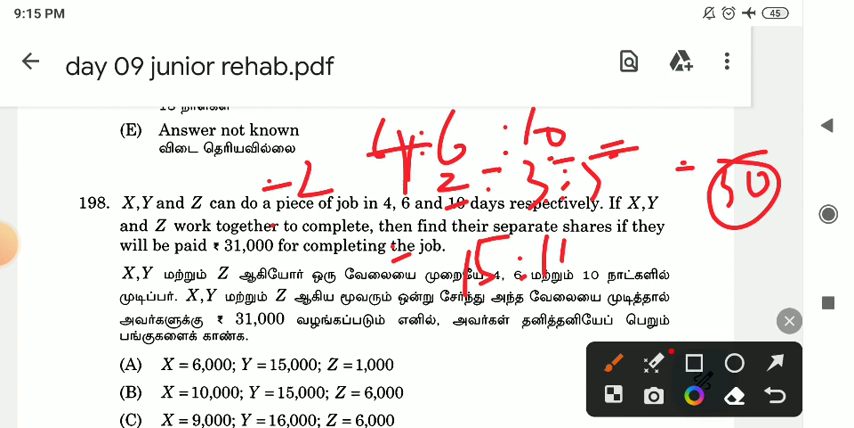 9:15 PM
45
day 09 junior rehab.pdf
(E) Answer not known
விடை தெரியவில்லை
4 : 6 : 10
÷ 2
2 : 3 : 5 = 30
198. X,Y and Z can do a piece of job in 4, 6 and 10 days respectively. If X,Y
and Z work together to complete, then find their separate shares if they
will be paid ₹ 31,000 for completing the job.
15 : 1
X,Y மற்றும் Z ஆகியோர் ஒரு வேலையை முறையே 4, 6 மற்றும் 10 நாட்களில்
முடிப்பர். X,Y மற்றும் Z ஆகிய மூவரும் ஒன்று சேர்ந்து அந்த வேலையை முடித்தால்
அவர்களுக்கு ₹ 31,000 வழங்கப்படும் எனில், அவர்கள் தனித்தனியேப் பெறும்
பங்குகளைக் காண்க.
(A) X = 6,000; Y = 15,000; Z = 1,000
(B) X = 10,000; Y = 15,000; Z = 6,000
(C) X = 9,000; Y = 16,000; Z = 6,000